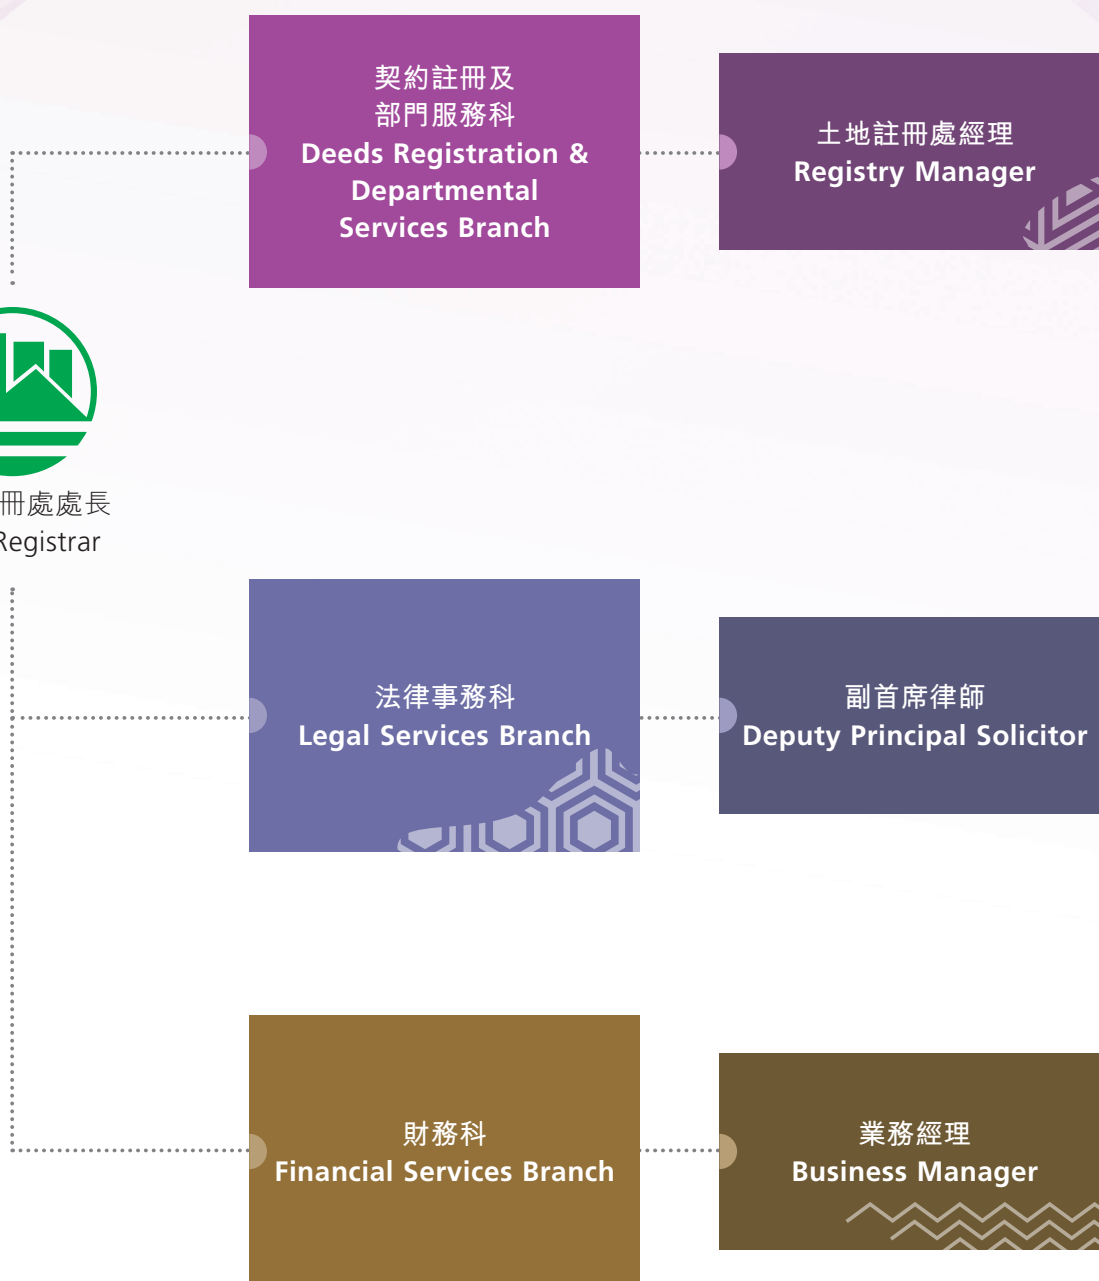 契約註冊及
部門服務科
Deeds Registration &
Departmental
Services Branch
土地註冊處經理
Registry Manager
冊處處長
Registrar
法律事務科
Legal Services Branch
副首席律師
Deputy Principal Solicitor
財務科
Financial Services Branch
業務經理
Business Manager